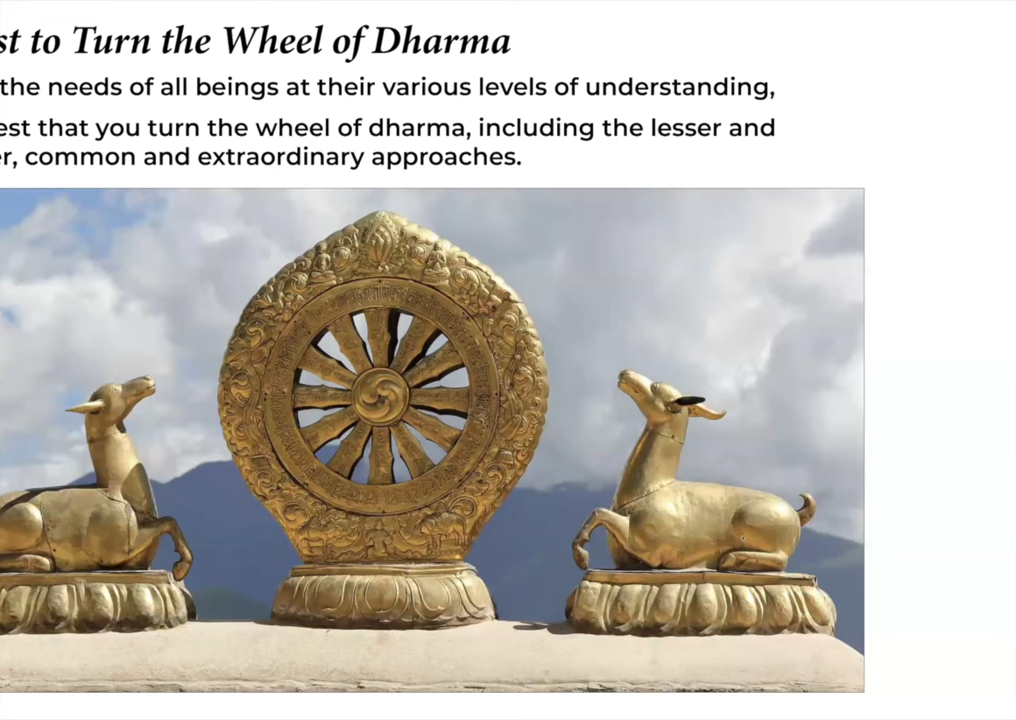 st to Turn the Wheel of Dharma
the needs of all beings at their various levels of understanding,
est that you turn the wheel of dharma, including the lesser and
er, common and extraordinary approaches.